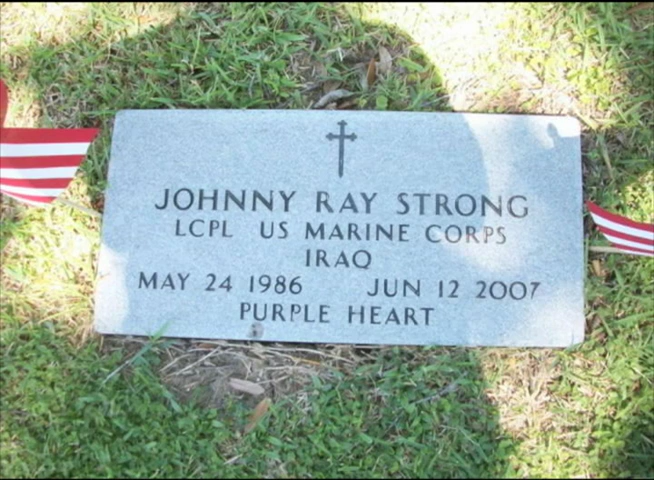 JOHNNY RAY STRONG
LCPL US MARINE CORPS
IRAQ
MAY 24 1986 JUN 12 2007
PURPLE HEART